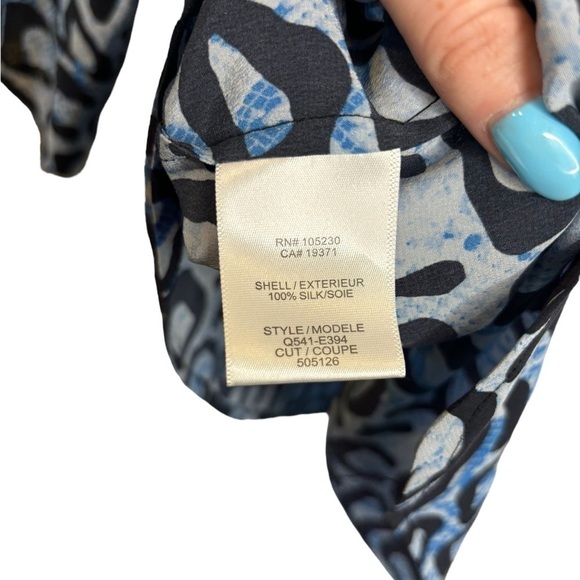 RN# 105230
CA# 19371
SHELL / EXTERIEUR
100% SILK/SOIE
STYLE / MODELE
Q541-E394
CUT / COUPE
505126